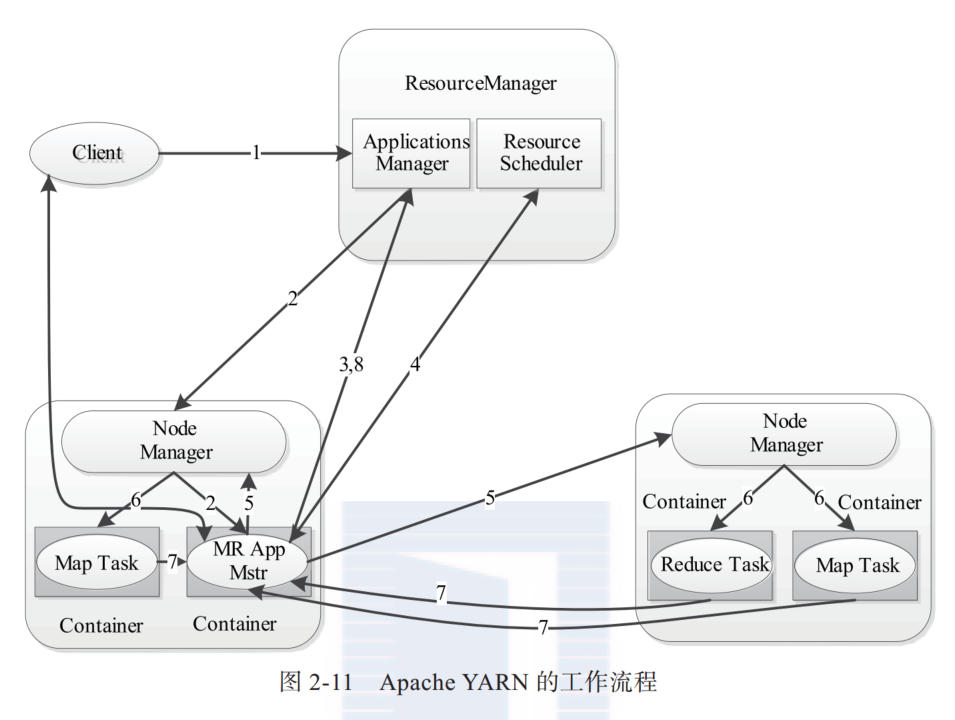 ResourceManager
Applications
Manager
Resource
Scheduler
Client
1
2
3,8
4
Node
Manager
6
2
5
Map Task
7
MR App
Mstr
Container
Container
5
7
7
Node
Manager
Container
6
6
Container
Reduce Task
Map Task
图 2-11 Apache YARN 的工作流程